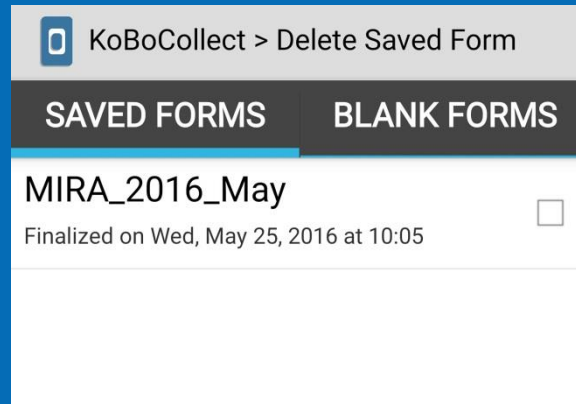 KoBoCollect > Delete Saved Form
SAVED FORMS BLANK FORMS
MIRA_2016_May
Finalized on Wed, May 25, 2016 at 10:05